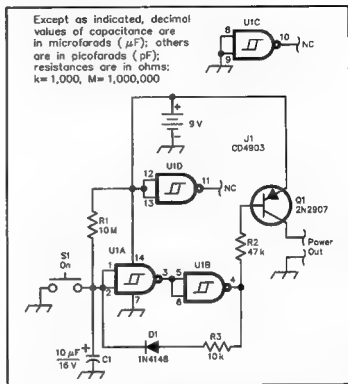 Except as indicated, decimal
values of capacitance are
in microfarads ( µF); others
are in picofarads ( pF);
resistances are in ohms;
k= 1,000, M= 1,000,000
U1C
8
9
10
NC
+
9 V
J1
CD4903
U1D
12
13
11
NC
Q1
2N2907
R1
10 M
U1A
S1
On
14
1
2
3
7
U1B
5
6
4
R2
47 k
Power
Out
D1
1N4148
R3
10 k
10 µF
16 V
+
C1